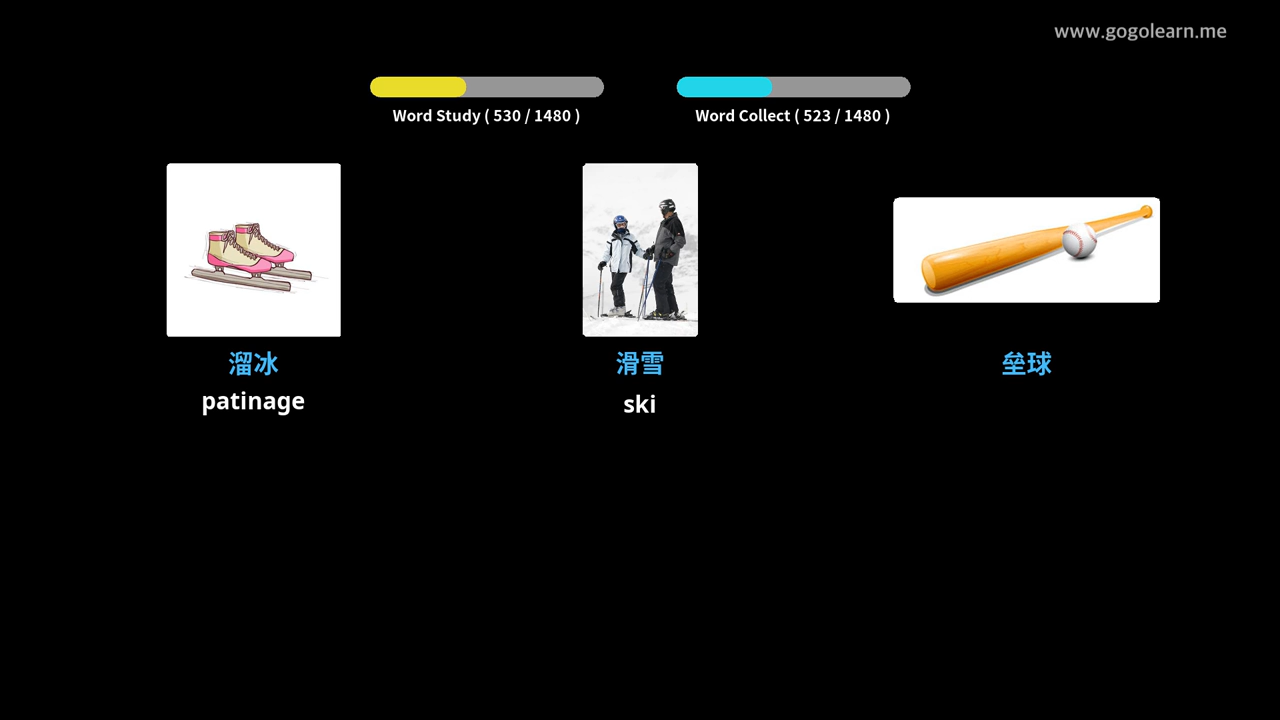 www.gogolearn.me
Word Study ( 530 / 1480 )
Word Collect ( 523 / 1480 )
溜冰
滑雪
垒球
patinage
ski